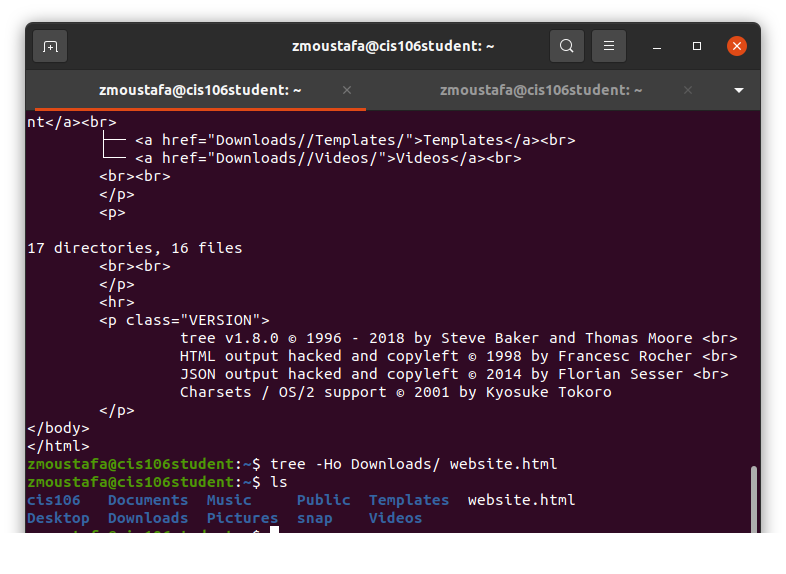 zmoustafa@cis106student: ~
zmoustafa@cis106student: ~ × zmoustafa@cis106student: ~ ×
nt</a><br>
├── <a href="Downloads//Templates/">Templates</a><br>
└── <a href="Downloads//Videos/">Videos</a><br>
<br><br>
</p>
<p>
17 directories, 16 files
<br><br>
</p>
<hr>
<p class="VERSION">
tree v1.8.0 © 1996 - 2018 by Steve Baker and Thomas Moore <br>
HTML output hacked and copyleft © 1998 by Francesc Rocher <br>
JSON output hacked and copyleft © 2014 by Florian Sesser <br>
Charsets / OS/2 support © 2001 by Kyosuke Tokoro
</p>
</body>
</html>
zmoustafa@cis106student:~$ tree -Ho Downloads/ website.html
zmoustafa@cis106student:~$ ls
cis106 Documents Music Public Templates website.html
Desktop Downloads Pictures snap Videos
zmoustafa@cis106student:~$